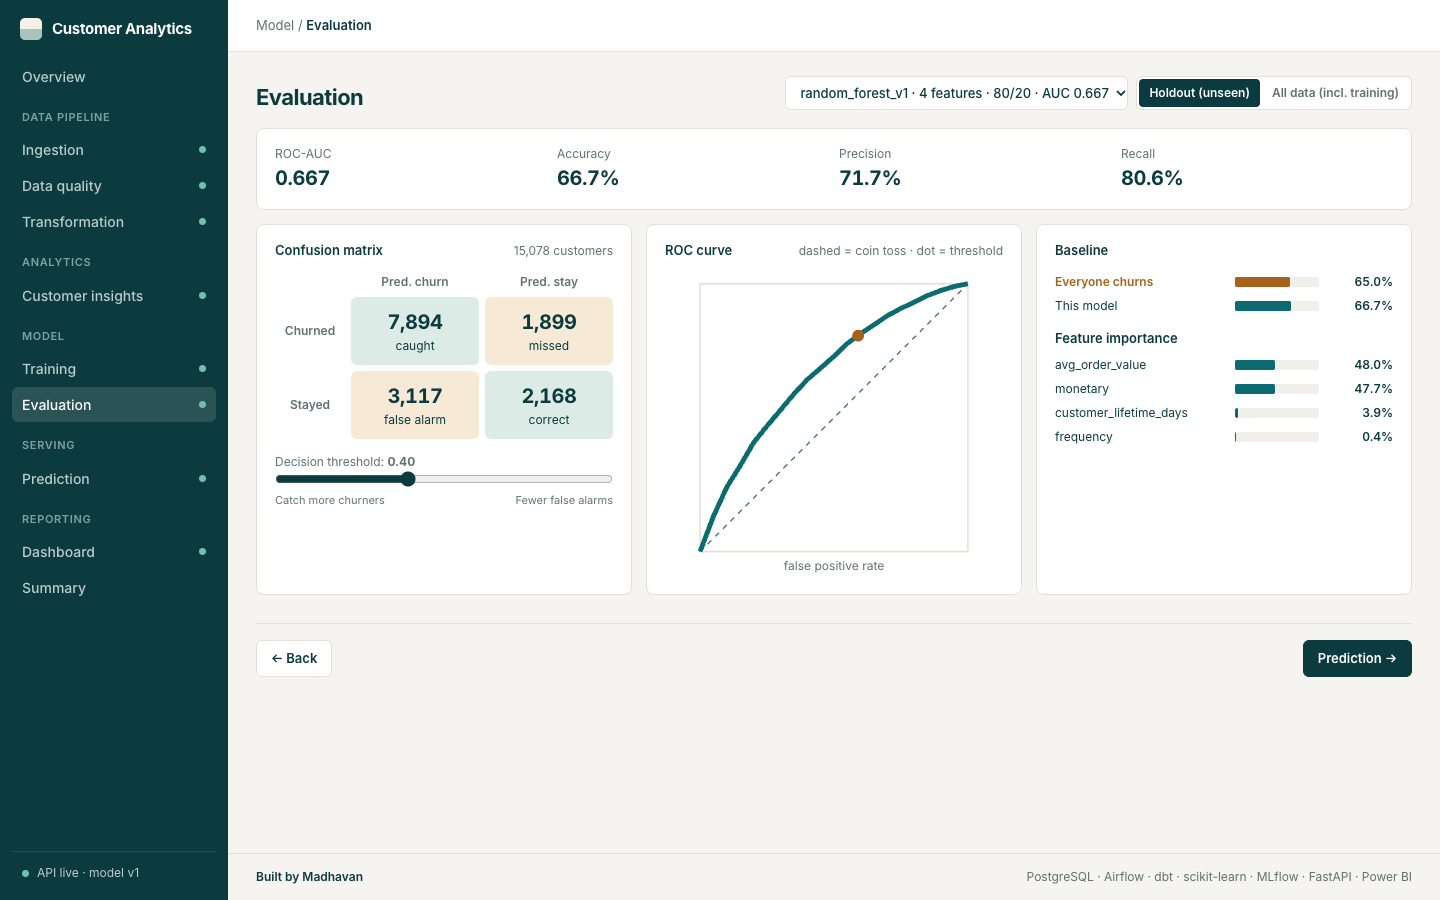 Customer Analytics
Overview
DATA PIPELINE
Ingestion
Data quality
Transformation
ANALYTICS
Customer insights
MODEL
Training
Evaluation
SERVING
Prediction
REPORTING
Dashboard
Summary
API live · model v1
Model / Evaluation
Evaluation
random_forest_v1 · 4 features · 80/20 · AUC 0.667
Holdout (unseen)
All data (incl. training)
ROC-AUC
0.667
Accuracy
66.7%
Precision
71.7%
Recall
80.6%
Confusion matrix
15,078 customers
Pred. churn
Pred. stay
Churned
7,894
caught
1,899
missed
Stayed
3,117
false alarm
2,168
correct
Decision threshold: 0.40
Catch more churners
Fewer false alarms
ROC curve
dashed = coin toss · dot = threshold
false positive rate
Baseline
Everyone churns 65.0%
This model 66.7%
Feature importance
avg_order_value 48.0%
monetary 47.7%
customer_lifetime_days 3.9%
frequency 0.4%
← Back
Prediction →
Built by Madhavan
PostgreSQL · Airflow · dbt · scikit-learn · MLflow · FastAPI · Power BI